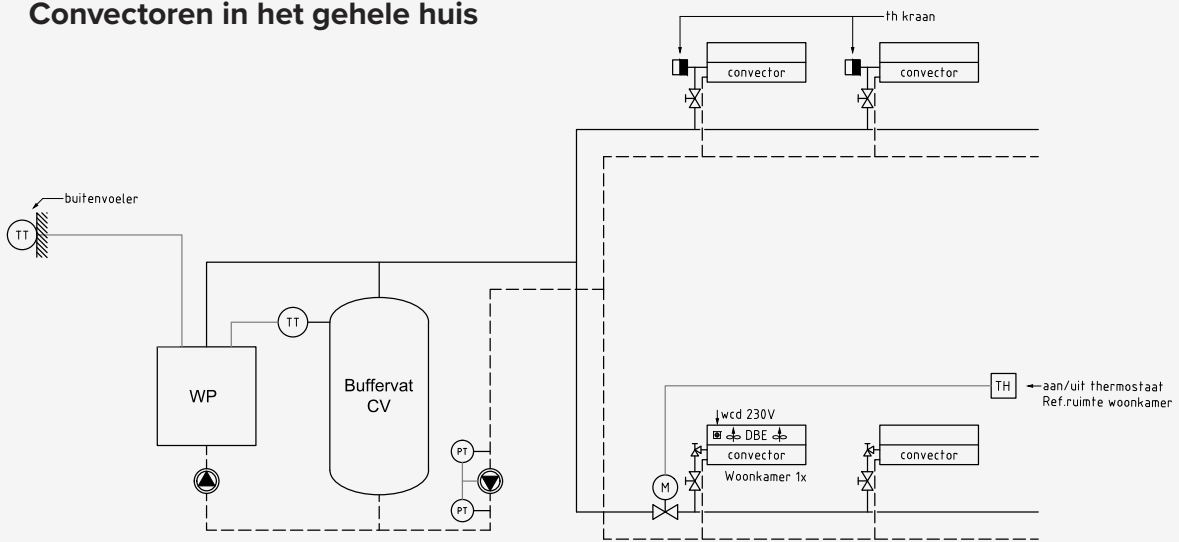 Convectoren in het gehele huis
th kraan
convector
convector
buitenvoeler
TT
TT
WP
Buffervat
CV
PT
PT
TH
aan/uit thermostaat
Ref.ruimte woonkamer
wcd 230V
DBE
convector
convector
Woonkamer 1x
M